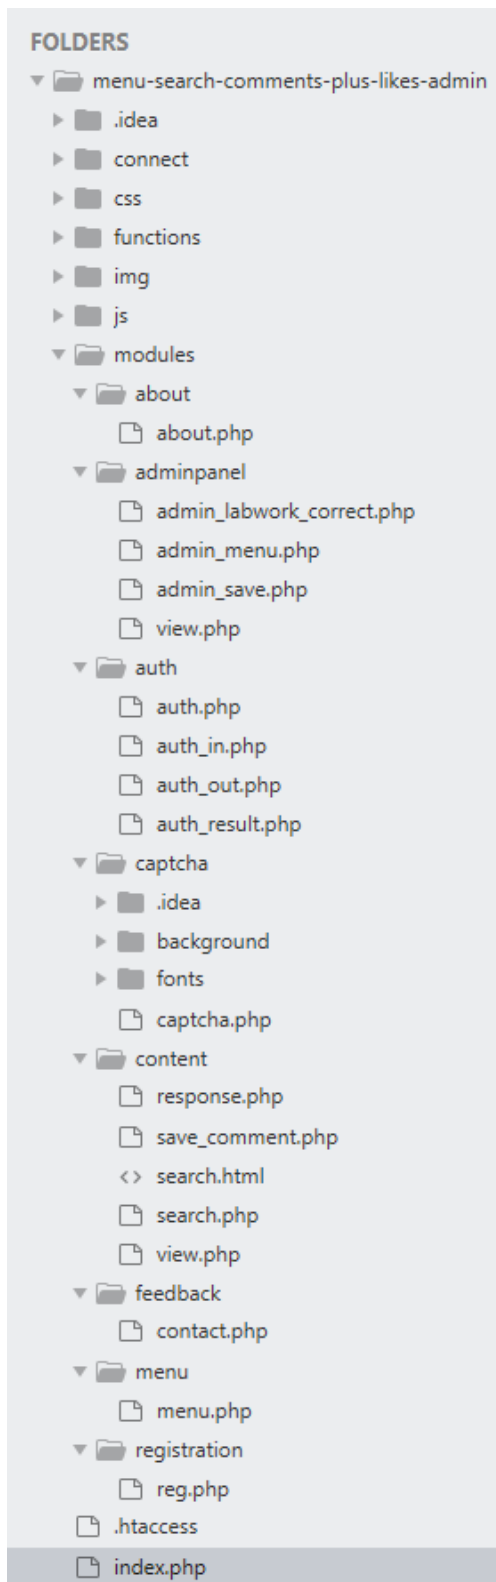 FOLDERS
menu-search-comments-plus-likes-admin
.idea
connect
css
functions
img
js
modules
about
about.php
adminpanel
admin_labwork_correct.php
admin_menu.php
admin_save.php
view.php
auth
auth.php
auth_in.php
auth_out.php
auth_result.php
captcha
.idea
background
fonts
captcha.php
content
response.php
save_comment.php
search.html
search.php
view.php
feedback
contact.php
menu
menu.php
registration
reg.php
.htaccess
index.php